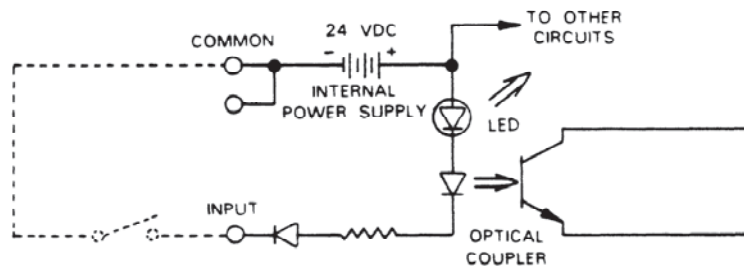 24 VDC
TO OTHER
CIRCUITS
COMMON
- +
INTERNAL
POWER SUPPLY
LED
INPUT
OPTICAL
COUPLER